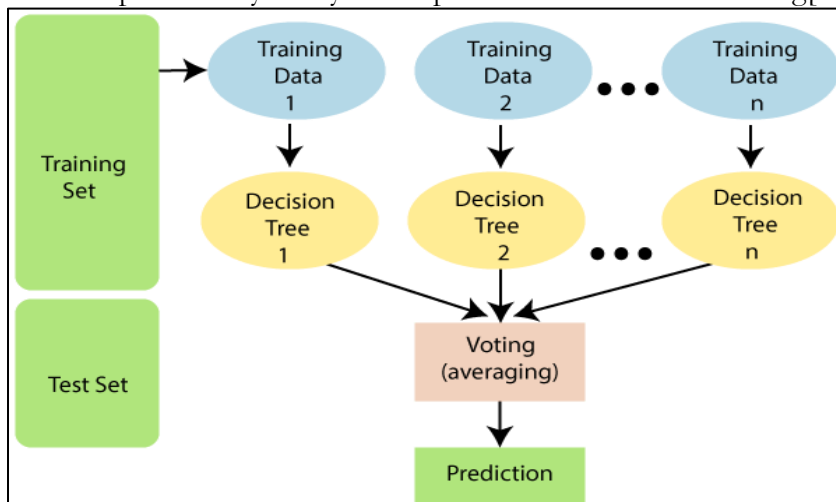 Training
Data
1
Training
Data
2
Training
Data
n
Training
Set
Decision
Tree
1
Decision
Tree
2
Decision
Tree
n
Voting
(averaging)
Test Set
Prediction